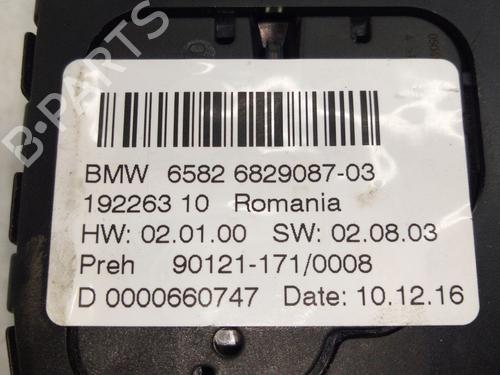 B-PARTS
BMW 6582 6829087-03
192263 10 Romania
HW: 02.01.00 SW: 02.08.03
Preh 90121-171/0008
D 0000660747 Date: 10.12.16